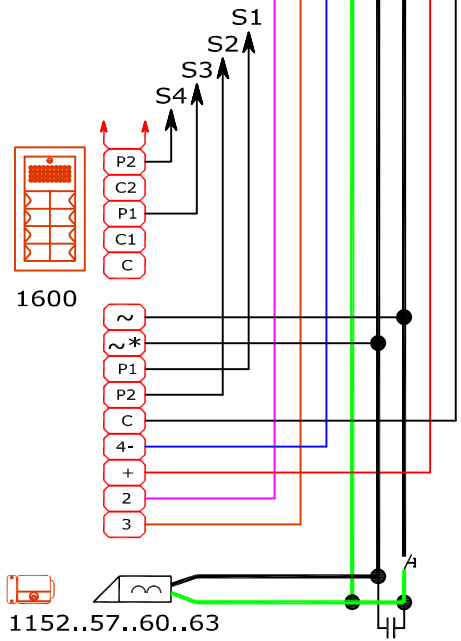 S1
S2
S3
S4
P2
C2
P1
C1
C
1600
~
~*
P1
P2
C
4-
+
2
3
1152..57..60..63